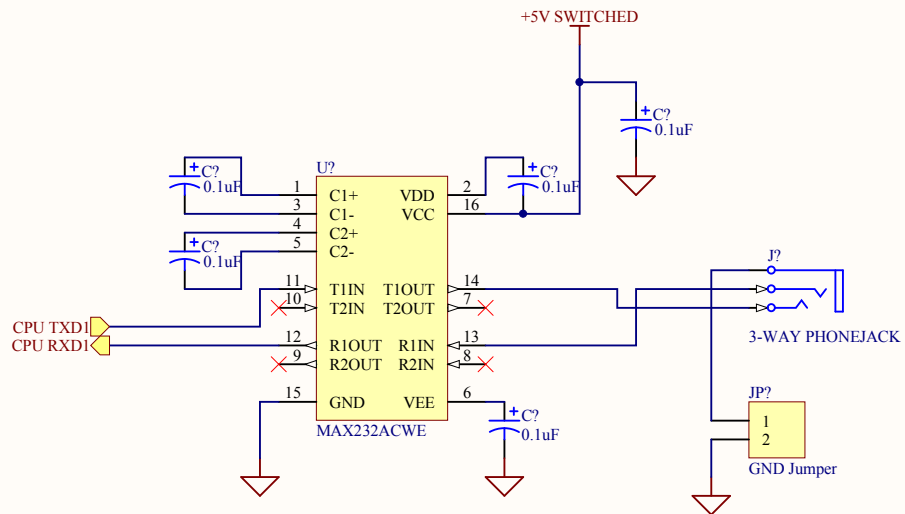 +5V SWITCHED
C?
0.1uF
U?
C?
0.1uF
C?
0.1uF
1 C1+ VDD 2
3 C1- VCC 16
4 C2+
5 C2-
C?
0.1uF
J?
11 T1IN T1OUT 14
10 T2IN T2OUT 7
CPU TXD1
CPU RXD1
12 R1OUT R1IN 13
9 R2OUT R2IN 8
3-WAY PHONEJACK
15 GND VEE 6
MAX232ACWE
C?
0.1uF
JP?
1
2
GND Jumper